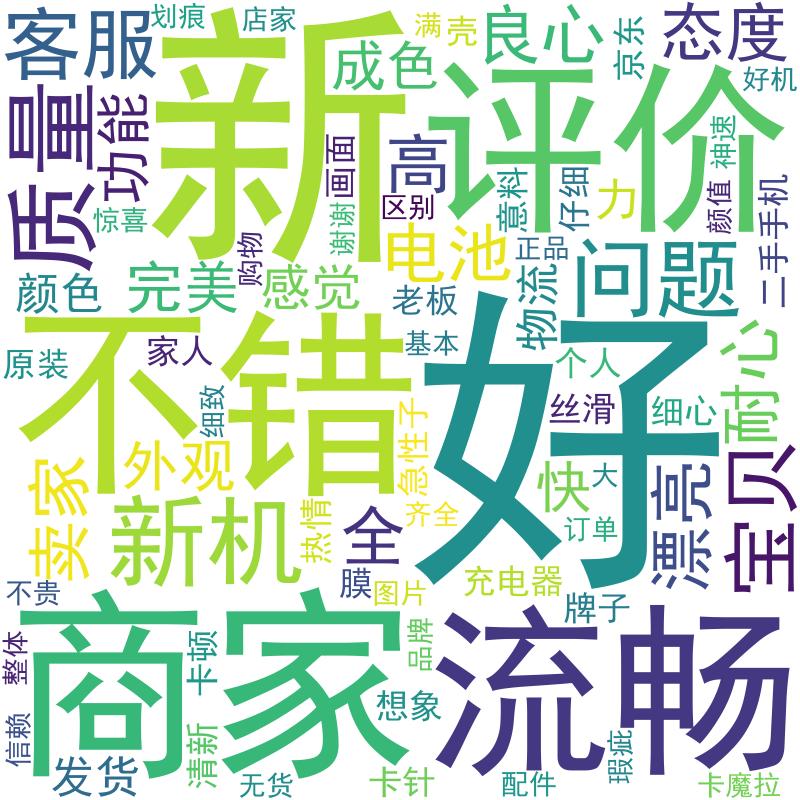 客服
划痕
店家
新
满
壳
成色
良心
京东
态度
好机
质量
功能
惊喜
画面
高
评价
区别
谢谢
意料
仔细
力
颜值
神速
二手手机
购物
电池
正品
问题
颜色
完美
感觉
老板
物流
不错
好
原装
家人
细致
基本
个人
丝滑
细心
耐心
外观
急性子
卖家
新机
热情
全
齐全
快
大
订单
漂亮
宝贝
膜
图片
充电器
牌子
不贵
商家
流畅
整体
卡顿
品牌
想象
信赖
发货
清新
无货
卡针
配件
瑕疵
卡魔拉